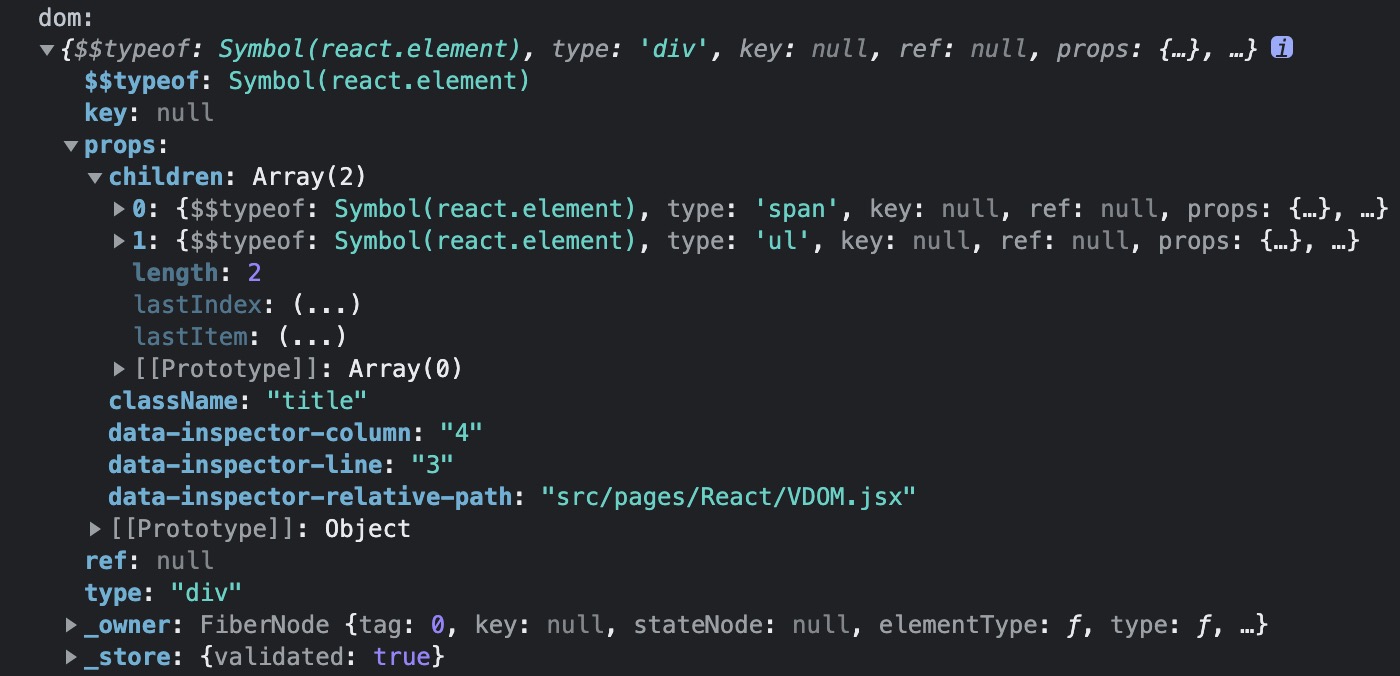 dom:
▼{$$typeof: Symbol(react.element), type: 'div', key: null, ref: null, props: {…}, …} i
$$typeof: Symbol(react.element)
key: null
▼props:
▼children: Array(2)
▶0: {$$typeof: Symbol(react.element), type: 'span', key: null, ref: null, props: {…}, …}
▶1: {$$typeof: Symbol(react.element), type: 'ul', key: null, ref: null, props: {…}, …}
length: 2
lastIndex: (...)
lastItem: (...)
▶[[Prototype]]: Array(0)
className: "title"
data-inspector-column: "4"
data-inspector-line: "3"
data-inspector-relative-path: "src/pages/React/VDOM.jsx"
▶[[Prototype]]: Object
ref: null
type: "div"
▶_owner: FiberNode {tag: 0, key: null, stateNode: null, elementType: ƒ, type: ƒ, …}
▶_store: {validated: true}